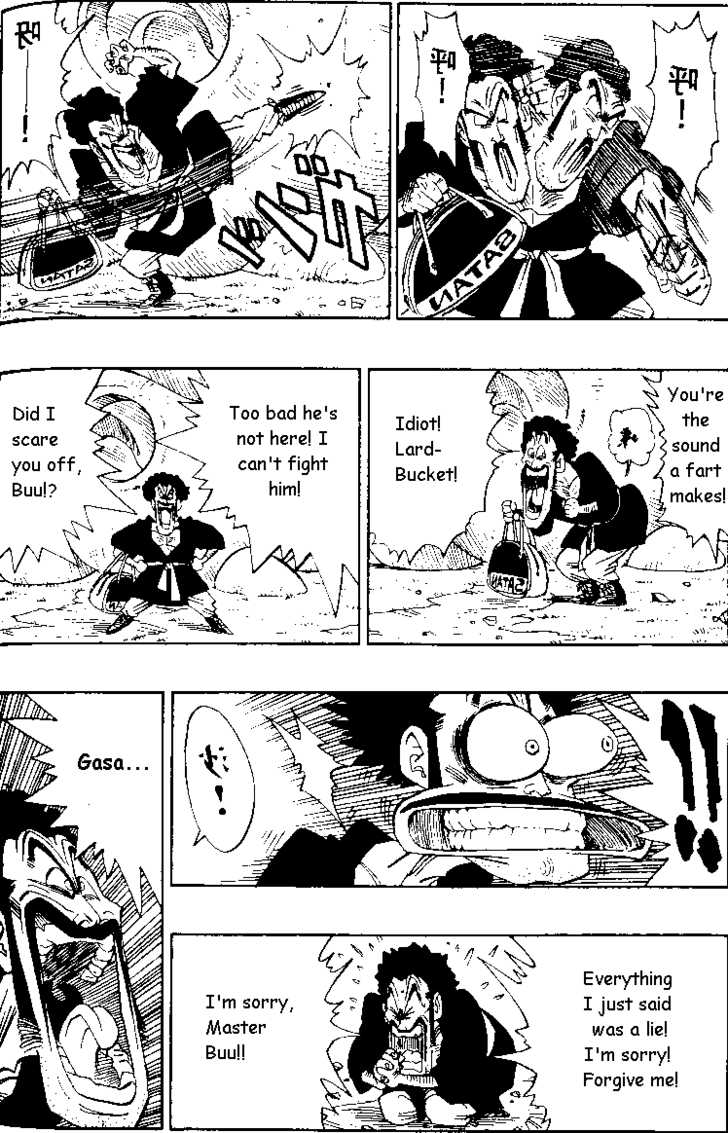 SATAN
SATAN
Did I
scare
you off,
Buu!?
Too bad he's
not here! I
can't fight
him!
Idiot!
Lard-
Bucket!
You're
the
sound
a fart
makes!
SATAN
Gasa...
!!
I'm sorry,
Master
Buu!!
Everything
I just said
was a lie!
I'm sorry!
Forgive me!